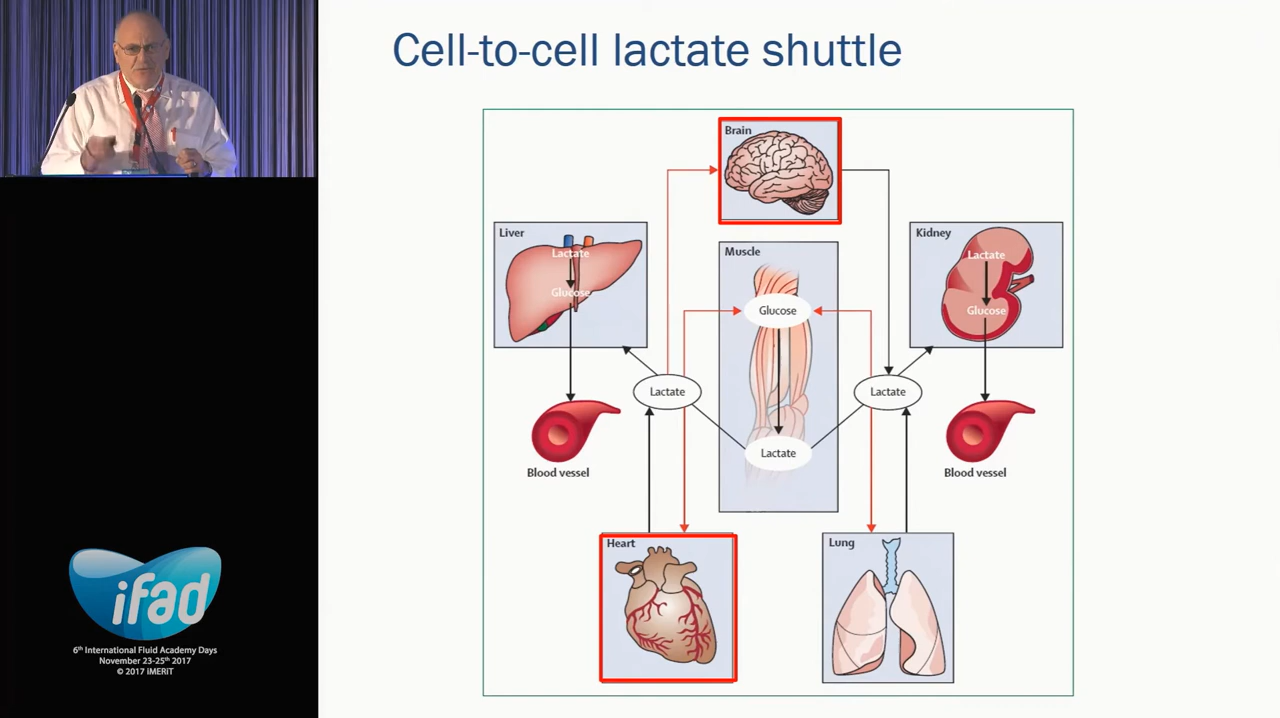 Cell-to-cell lactate shuttle
Brain
Liver
Lactate
Glucose
Muscle
Glucose
Kidney
Lactate
Glucose
Lactate
Lactate
Lactate
Blood vessel
Blood vessel
Heart
Lung
ifad
6th International Fluid Academy Days
November 23-25th 2017
© 2017 iMERiT